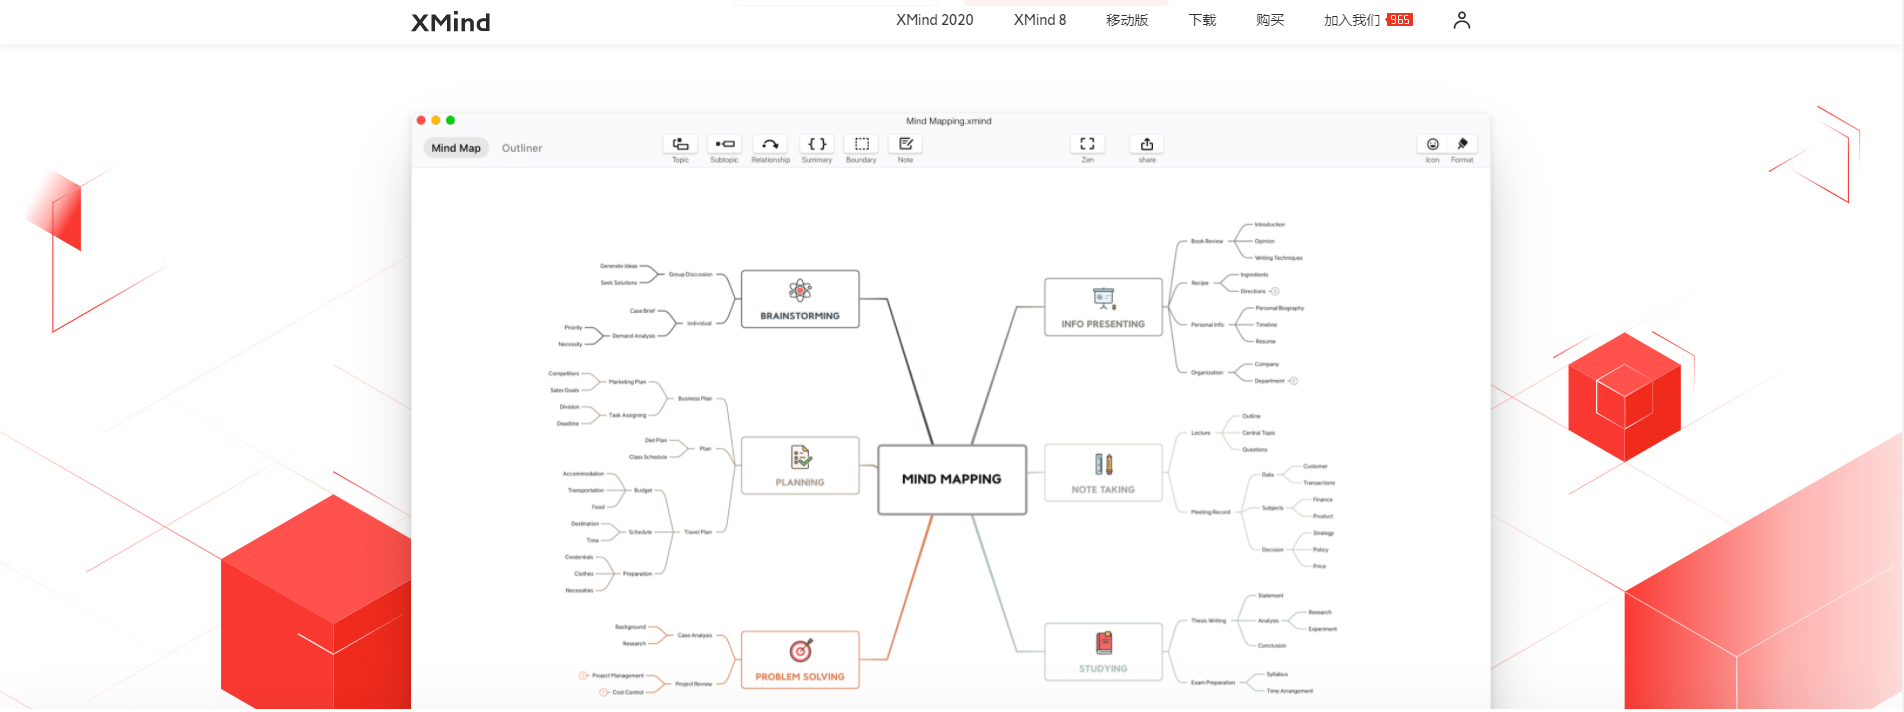 XMind
XMind 2020
XMind 8
移动版
下载
购买
加入我们
965
Mind Mapping.xmind
Mind Map
Outliner
Topic
Subtopic
Relationship
Summary
Boundary
Note
Zen
share
Icon
Format
MIND MAPPING
BRAINSTORMING
Group Discussion
Generate Ideas
Seek Solutions
Individual
Case Brief
Demand Analysis
Priority
Necessity
PLANNING
Business Plan
Marketing Plan
Competitors
Sales Goals
Task Assigning
Division
Deadline
Plan
Diet Plan
Class Schedule
Travel Plan
Budget
Accommodation
Transportation
Food
Schedule
Destination
Time
Preparation
Credentials
Clothes
Necessities
PROBLEM SOLVING
Case Analysis
Background
Research
Project Review
Project Management
Cost Control
INFO PRESENTING
Book Review
Introduction
Opinion
Writing Techniques
Recipe
Ingredients
Directions
Personal Info
Personal Biography
Timeline
Resume
Organization
Company
Department
NOTE TAKING
Lecture
Outline
Central Topic
Questions
Meeting Record
Data
Customer
Transactions
Subjects
Finance
Product
Decision
Strategy
Policy
Price
STUDYING
Thesis Writing
Statement
Analysis
Research
Experiment
Conclusion
Exam Preparation
Syllabus
Time Arrangement